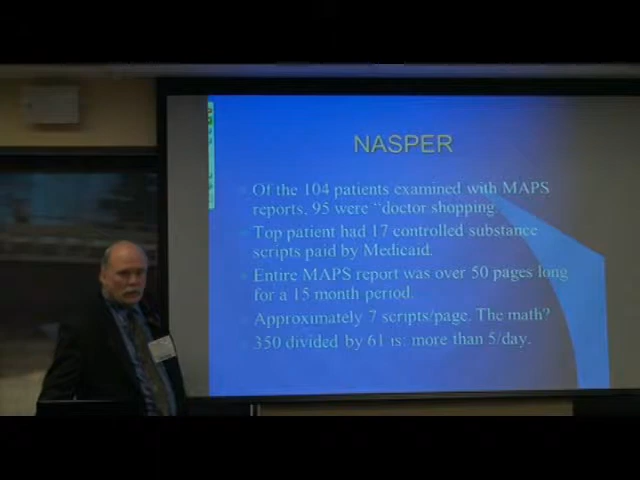 NASPER
Of the 104 patients examined with MAPS
reports, 95 were "doctor shopping.
Top patient had 17 controlled substance
scripts paid by Medicaid.
Entire MAPS report was over 50 pages long
for a 15 month period.
Approximately 7 scripts/page. The math?
350 divided by 61 is: more than 5/day.